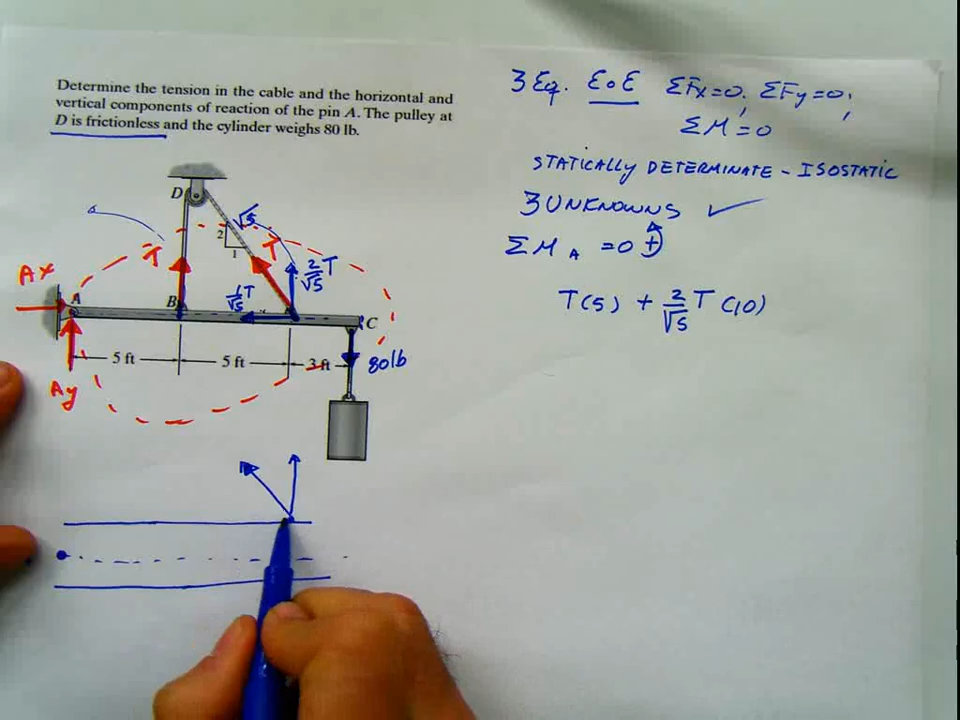 Determine the tension in the cable and the horizontal and
vertical components of reaction of the pin A. The pulley at
D is frictionless and the cylinder weighs 80 lb.
3 Eq. EoE ΣFx=0, ΣFy=0,
ΣM=0
STATICALLY DETERMINATE - ISOSTATIC
3 UNKNOWNS ✓
ΣM A =0 +
T(5) + 2/√5 T (10)
D
√5
2
1
T
T
2/√5 T
1/√5 T
Ax
A
B
C
5 ft
5 ft
3 ft
80lb
Ay